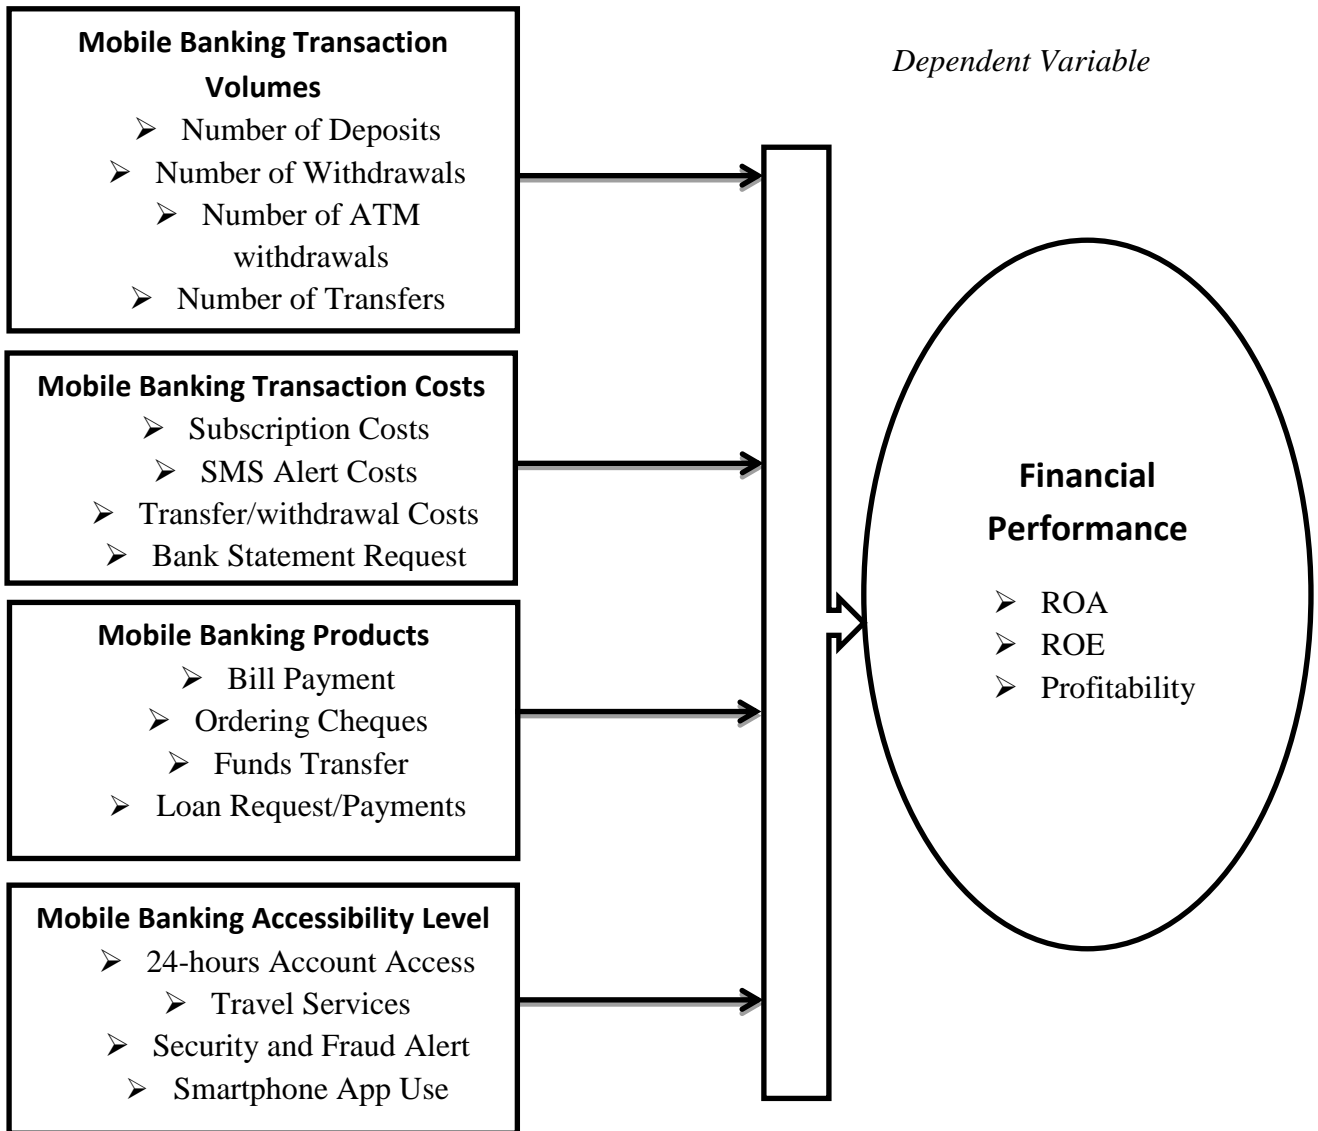 Mobile Banking Transaction
Volumes
➢ Number of Deposits
➢ Number of Withdrawals
➢ Number of ATM
withdrawals
➢ Number of Transfers
Mobile Banking Transaction Costs
➢ Subscription Costs
➢ SMS Alert Costs
➢ Transfer/withdrawal Costs
➢ Bank Statement Request
Mobile Banking Products
➢ Bill Payment
➢ Ordering Cheques
➢ Funds Transfer
➢ Loan Request/Payments
Mobile Banking Accessibility Level
➢ 24-hours Account Access
➢ Travel Services
➢ Security and Fraud Alert
➢ Smartphone App Use
Dependent Variable
Financial
Performance
➢ ROA
➢ ROE
➢ Profitability